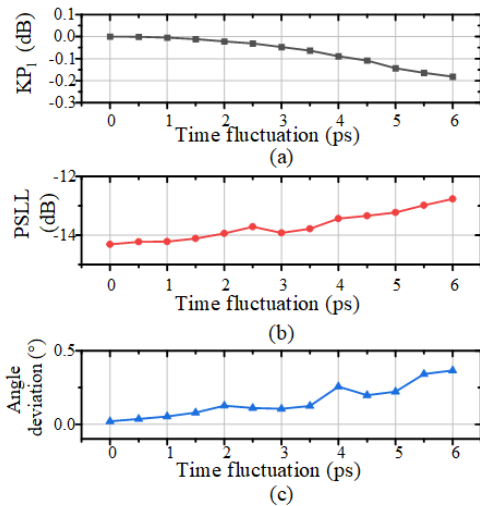 KP₁ (dB)
0.0
-0.1
-0.2
-0.3
0 1 2 3 4 5 6
Time fluctuation (ps)
(a)
PSLL
(dB)
-12
-14
0 1 2 3 4 5 6
Time fluctuation (ps)
(b)
Angle
deviation (°)
0.5
0.0
0 1 2 3 4 5 6
Time fluctuation (ps)
(c)